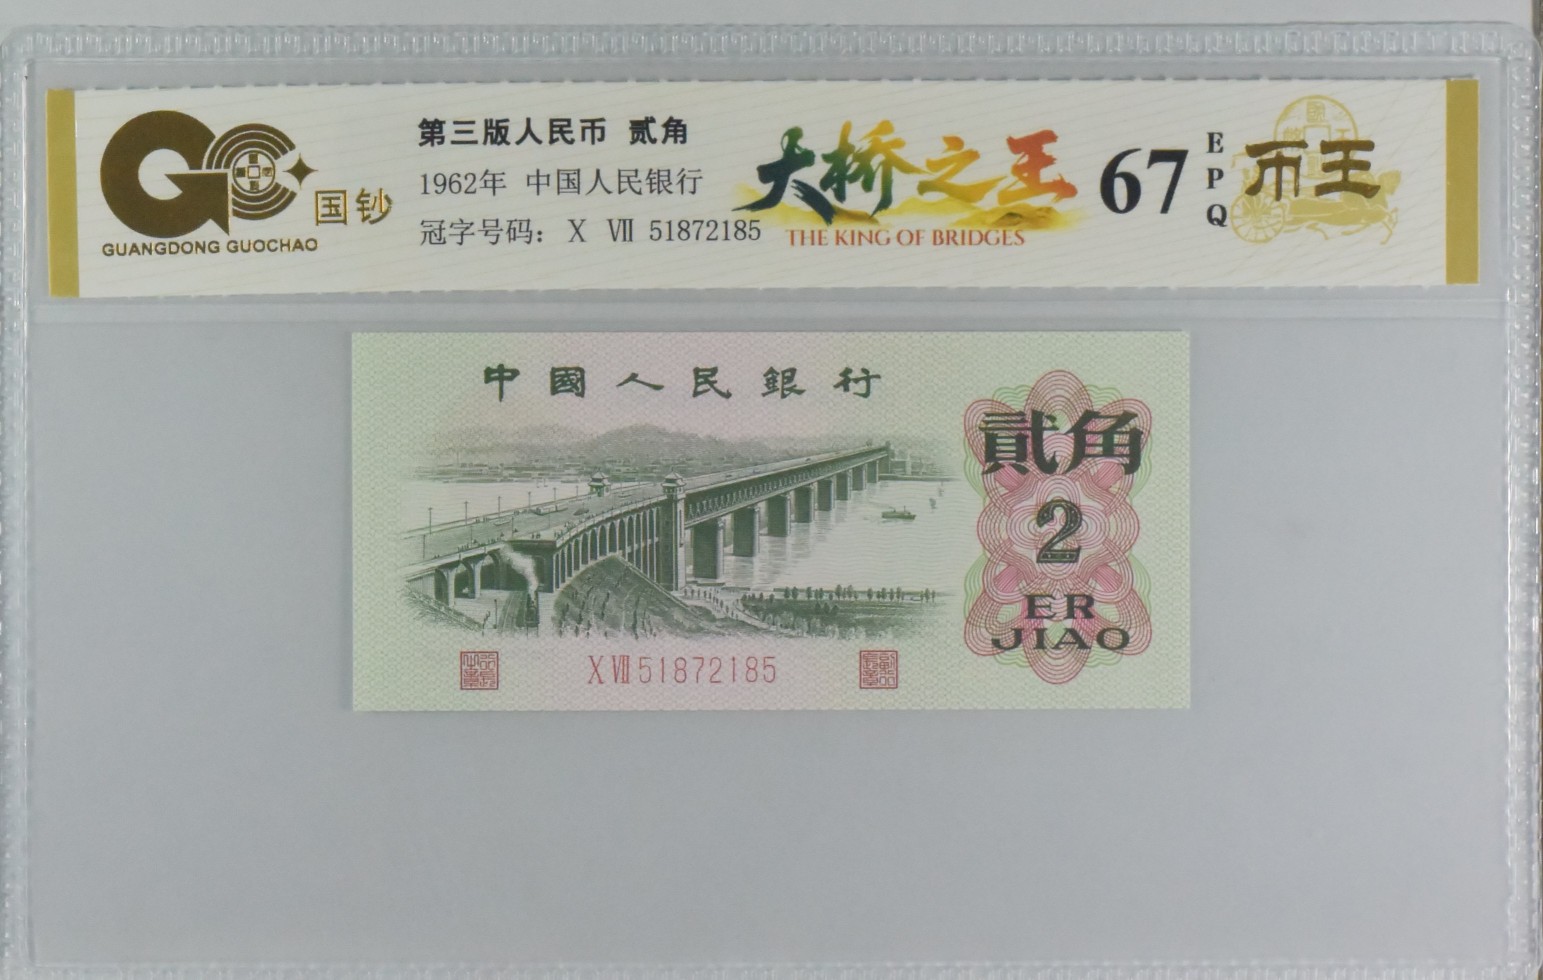 国钞
GUANGDONG GUOCHAO
第三版人民币 贰角
1962年 中国人民银行
冠字号码: X Ⅶ 51872185
大桥之王
THE KING OF BRIDGES
67
EPQ
币王
中國人民銀行
貳角
2
ER
JIAO
X Ⅶ 51872185